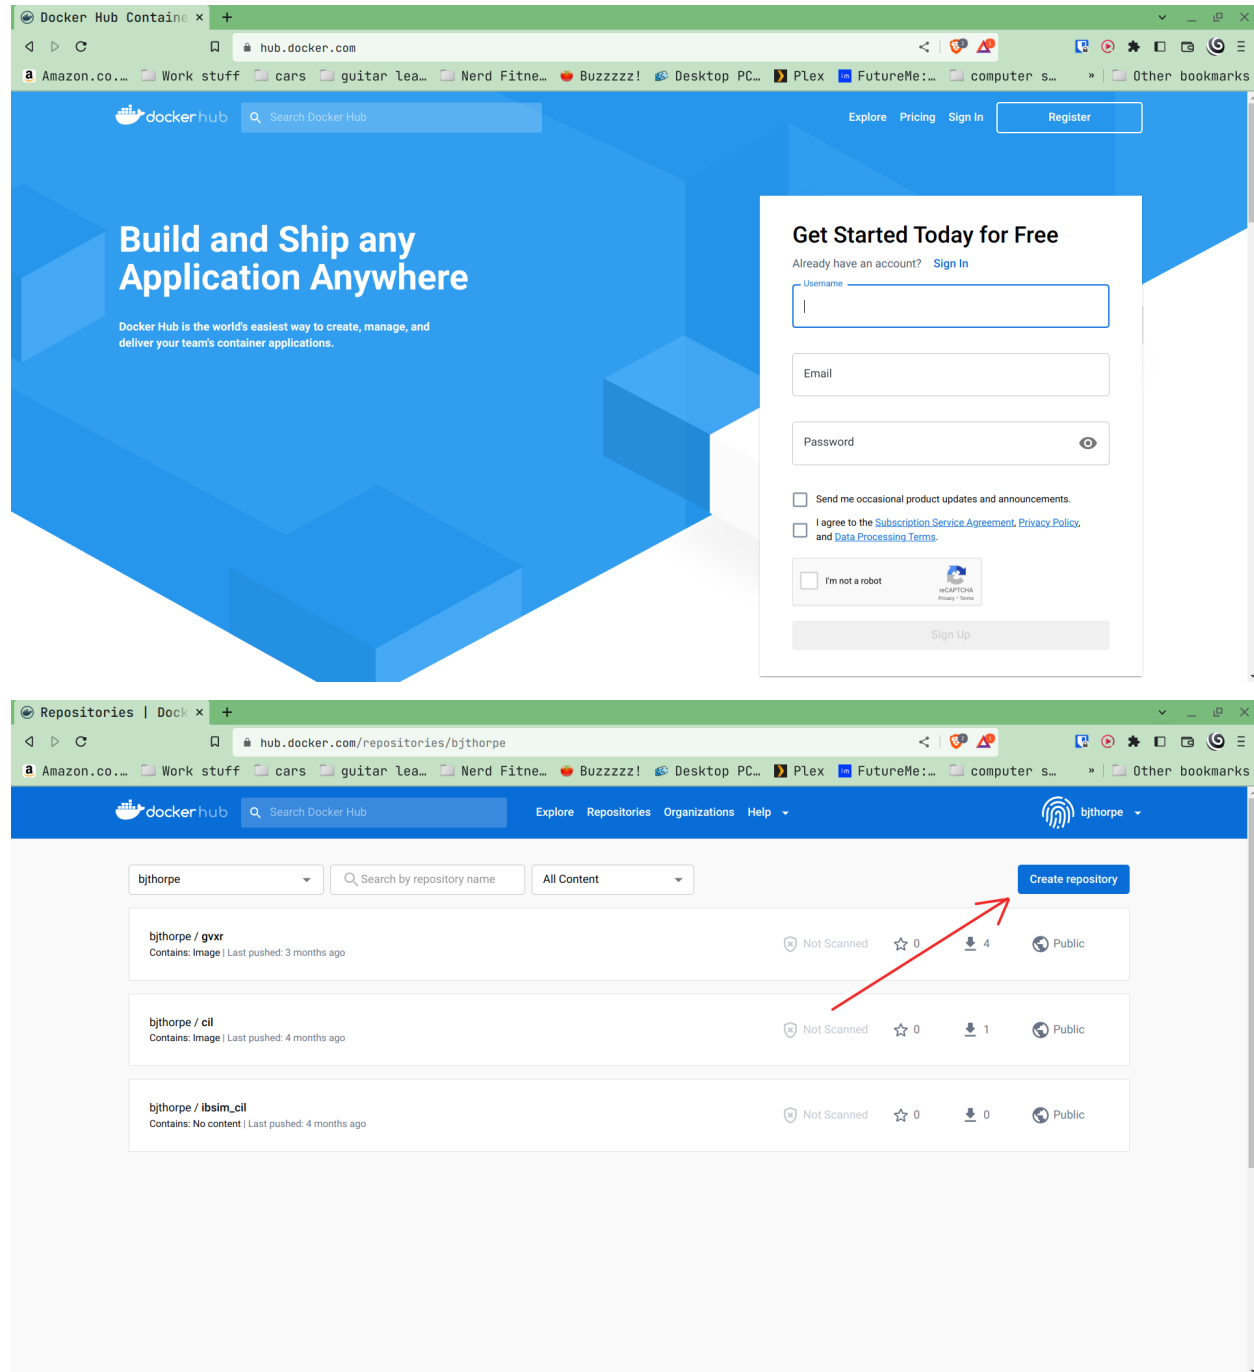 Docker Hub Containe × +
hub.docker.com
Amazon.co.… Work stuff cars guitar lea… Nerd Fitne… Buzzzzz! Desktop PC… Plex FutureMe:… computer s… » Other bookmarks
dockerhub Search Docker Hub Explore Pricing Sign In Register
Build and Ship any
Application Anywhere
Docker Hub is the world's easiest way to create, manage, and
deliver your team's container applications.
Get Started Today for Free
Already have an account? Sign In
Username
Email
Password
Send me occasional product updates and announcements.
I agree to the Subscription Service Agreement, Privacy Policy,
and Data Processing Terms.
I'm not a robot
reCAPTCHA
Privacy - Terms
Sign Up
Repositories | Dock × +
hub.docker.com/repositories/bjthorpe
Amazon.co.… Work stuff cars guitar lea… Nerd Fitne… Buzzzzz! Desktop PC… Plex FutureMe:… computer s… » Other bookmarks
dockerhub Search Docker Hub Explore Repositories Organizations Help bjthorpe
bjthorpe Search by repository name All Content Create repository
bjthorpe / gvxr
Contains: Image | Last pushed: 3 months ago
Not Scanned 0 4 Public
bjthorpe / cil
Contains: Image | Last pushed: 4 months ago
Not Scanned 0 1 Public
bjthorpe / ibsim_cil
Contains: No content | Last pushed: 4 months ago
Not Scanned 0 0 Public